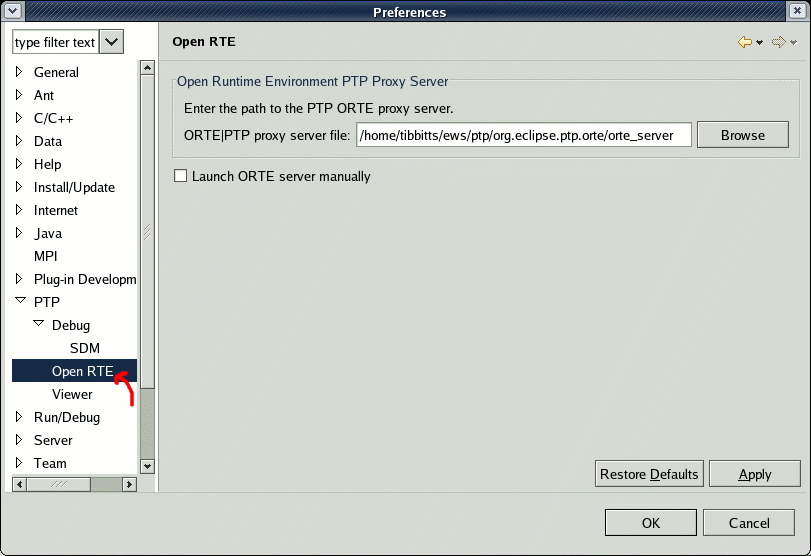 Preferences
type filter text
Open RTE
General
Ant
C/C++
Data
Help
Install/Update
Internet
Java
MPI
Plug-in Developm
PTP
Debug
SDM
Open RTE
Viewer
Run/Debug
Server
Team
Open Runtime Environment PTP Proxy Server
Enter the path to the PTP ORTE proxy server.
ORTE|PTP proxy server file: /home/tibbitts/ews/ptp/org.eclipse.ptp.orte/orte_server Browse
Launch ORTE server manually
Restore Defaults Apply
OK Cancel